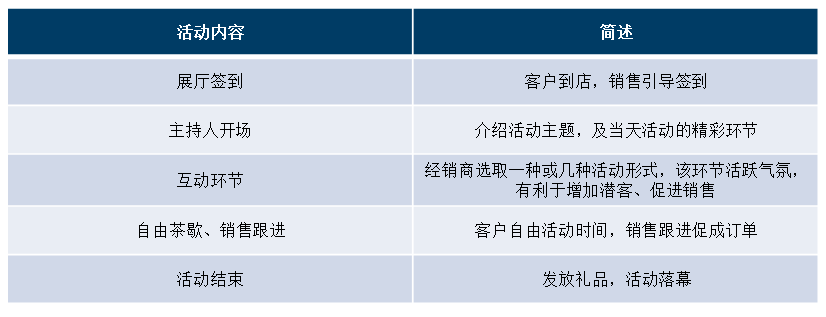 活动内容
简述
展厅签到
客户到店，销售引导签到
主持人开场
介绍活动主题，及当天活动的精彩环节
互动环节
经销商选取一种或几种活动形式，该环节活跃气氛，
有利于增加潜客、促进销售
自由茶歇、销售跟进
客户自由活动时间，销售跟进促成订单
活动结束
发放礼品，活动落幕